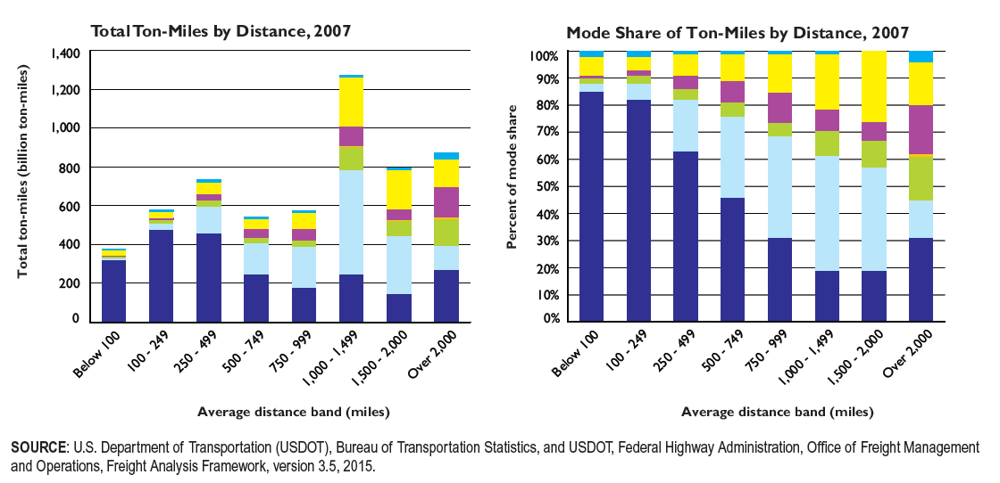 Total Ton-Miles by Distance, 2007
Total ton-miles (billion ton-miles)
1,400
1,200
1,000
800
600
400
200
0
Below 100
100 - 249
250 - 499
500 - 749
750 - 999
1,000 - 1,499
1,500 - 2,000
Over 2,000
Average distance band (miles)
Mode Share of Ton-Miles by Distance, 2007
Percent of mode share
100%
90%
80%
70%
60%
50%
40%
30%
20%
10%
0%
Below 100
100 - 249
250 - 499
500 - 749
750 - 999
1,000 - 1,499
1,500 - 2,000
Over 2,000
Average distance band (miles)
SOURCE: U.S. Department of Transportation (USDOT), Bureau of Transportation Statistics, and USDOT, Federal Highway Administration, Office of Freight Management
and Operations, Freight Analysis Framework, version 3.5, 2015.